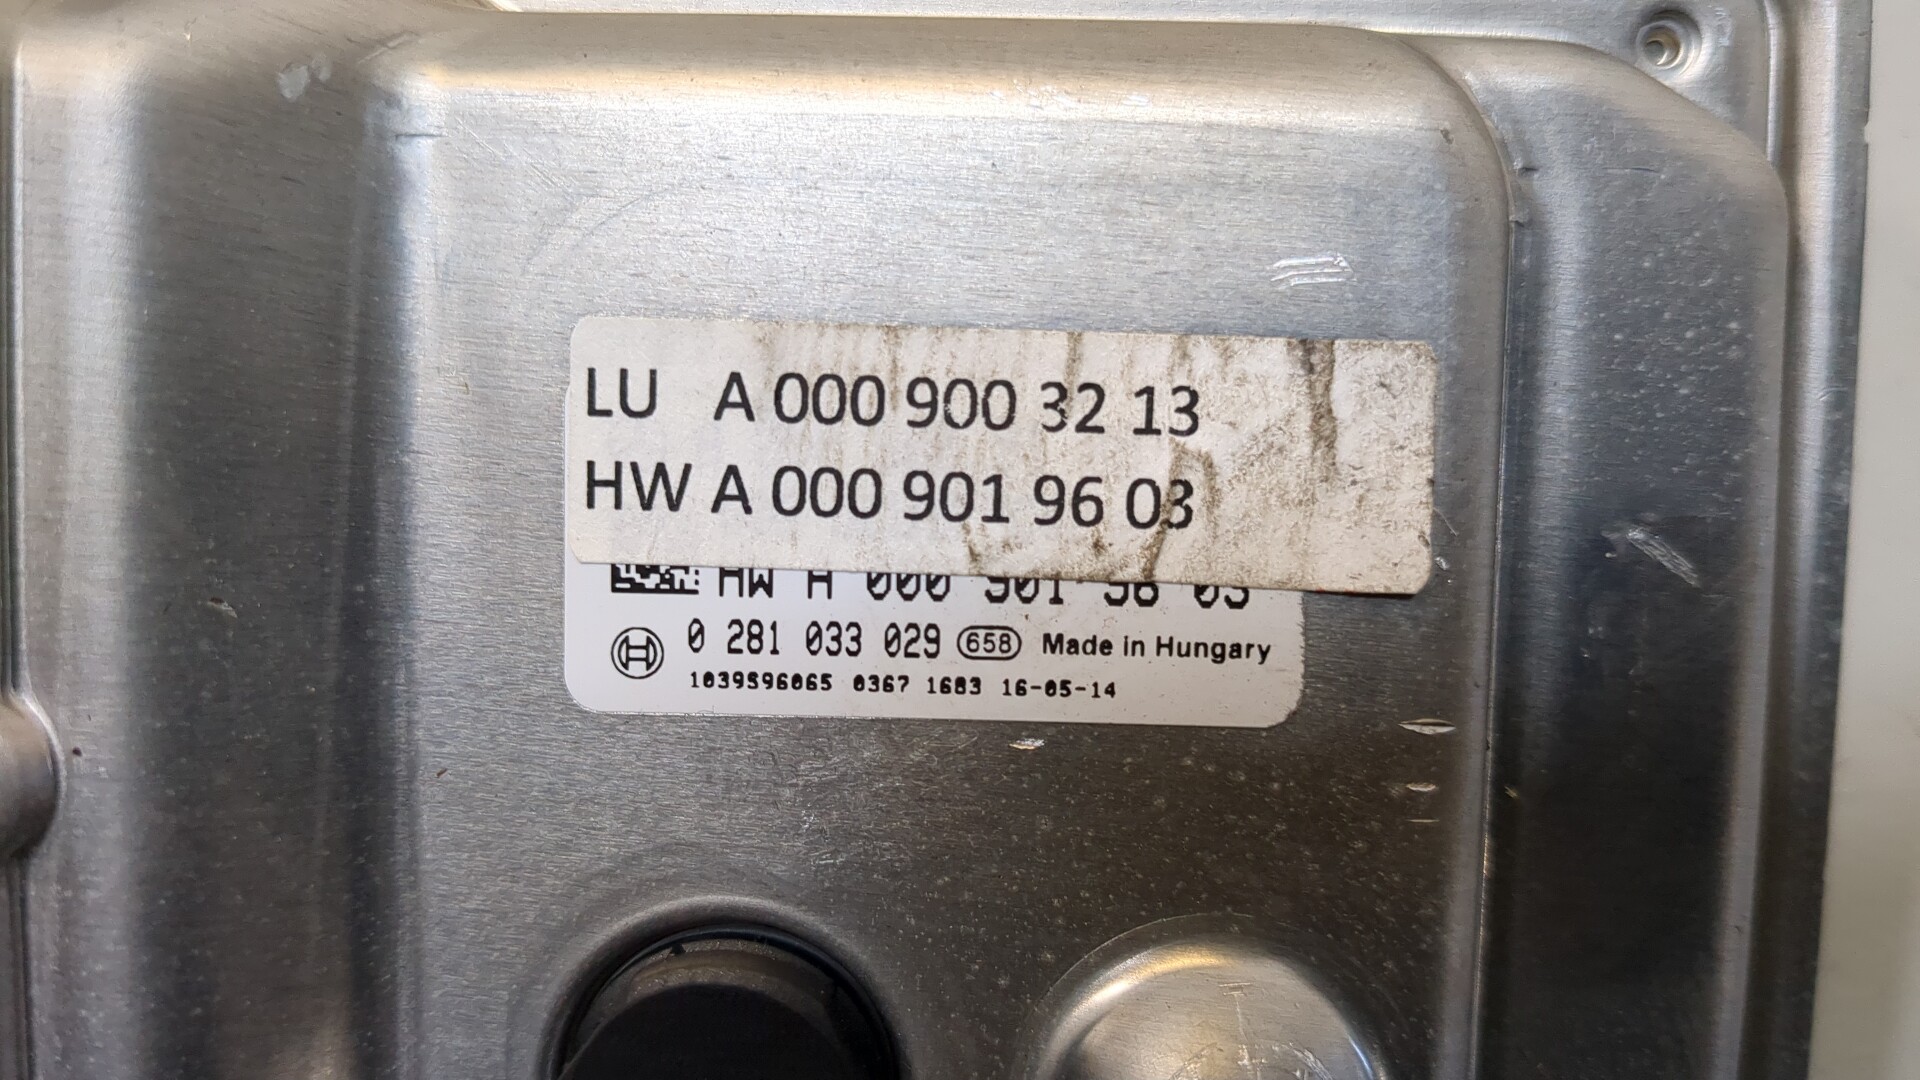 LU A 000 900 32 13
HW A 000 901 96 03
HW A 000 901 96 03
0 281 033 029 658 Made in Hungary
1039S96065 0367 1683 16-05-14